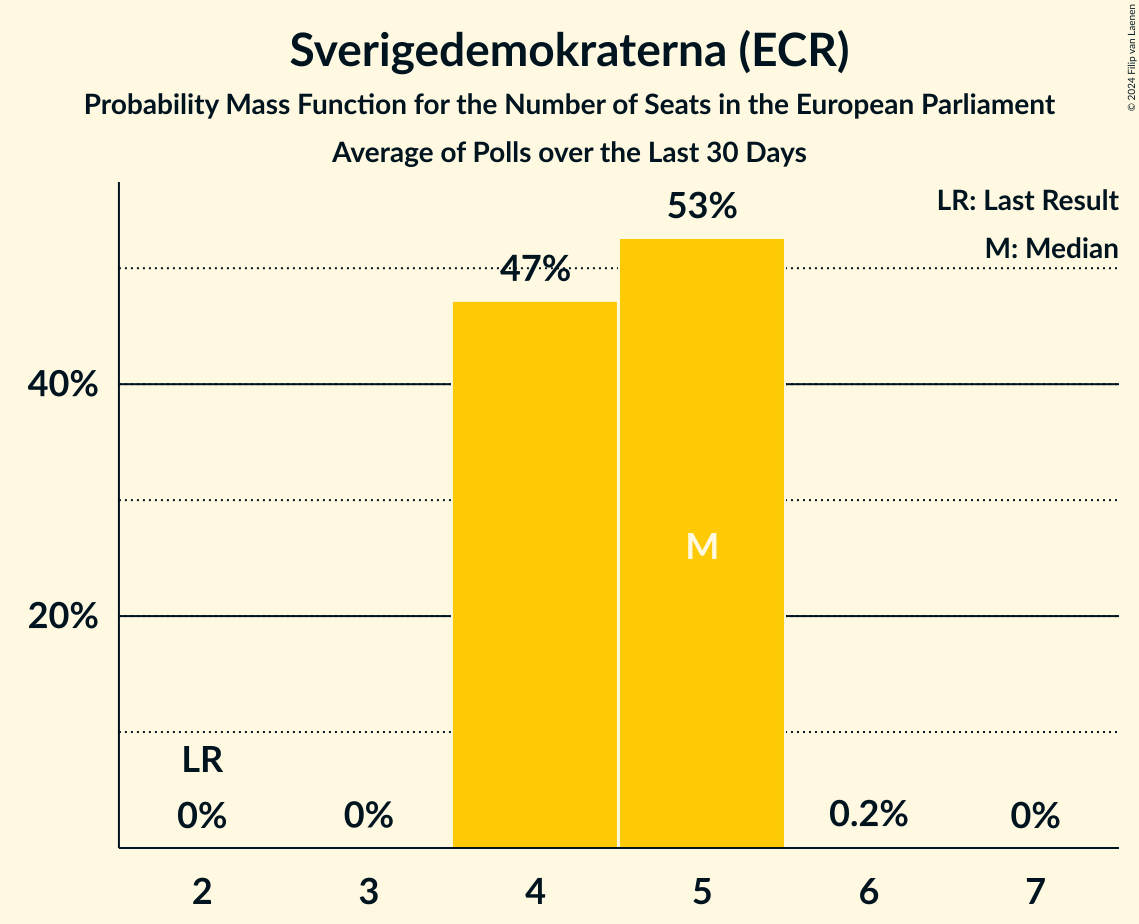 Sverigedemokraterna (ECR)
Probability Mass Function for the Number of Seats in the European Parliament
Average of Polls over the Last 30 Days
© 2024 Filip van Laenen
LR: Last Result
M: Median
53%
47%
40%
20%
M
LR
0%
0%
0.2%
0%
2 3 4 5 6 7